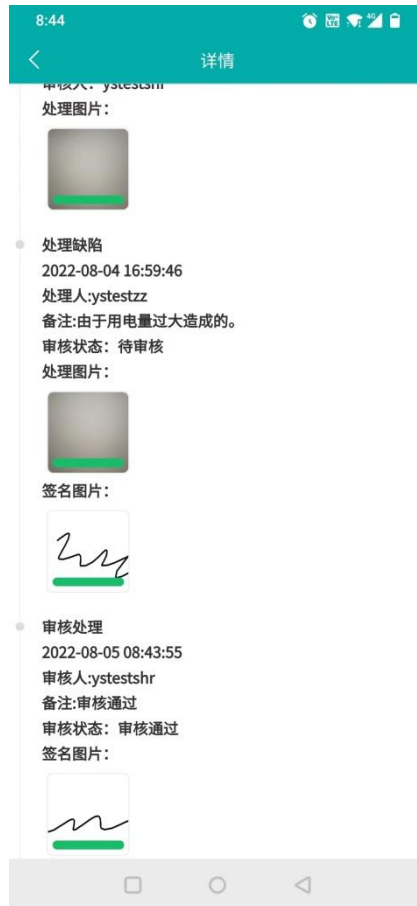 8:44
详情
审核人：ystestshr
处理图片：
处理缺陷
2022-08-04 16:59:46
处理人:ystestzz
备注:由于用电量过大造成的。
审核状态：待审核
处理图片：
签名图片：
审核处理
2022-08-05 08:43:55
审核人:ystestshr
备注:审核通过
审核状态：审核通过
签名图片：